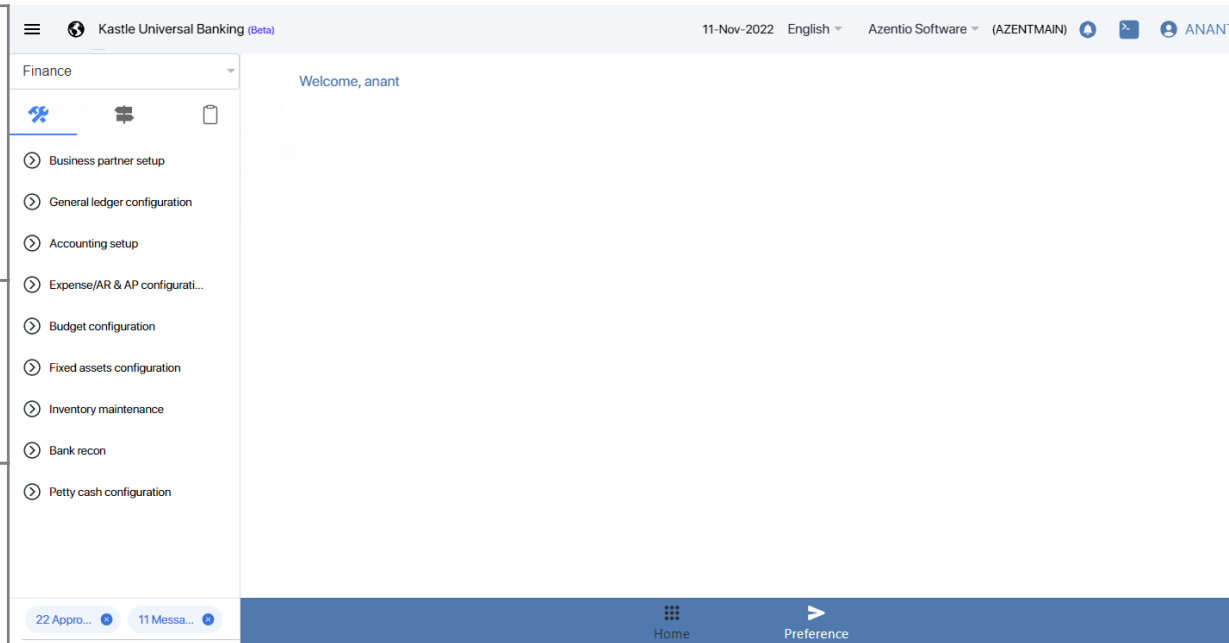 Kastle Universal Banking (Beta)
11-Nov-2022 English Azentio Software (AZENTMAIN) ANANT
Finance
Welcome, anant
Business partner setup
General ledger configuration
Accounting setup
Expense/AR & AP configurati...
Budget configuration
Fixed assets configuration
Inventory maintenance
Bank recon
Petty cash configuration
22 Appro... 11 Messa...
Home Preference